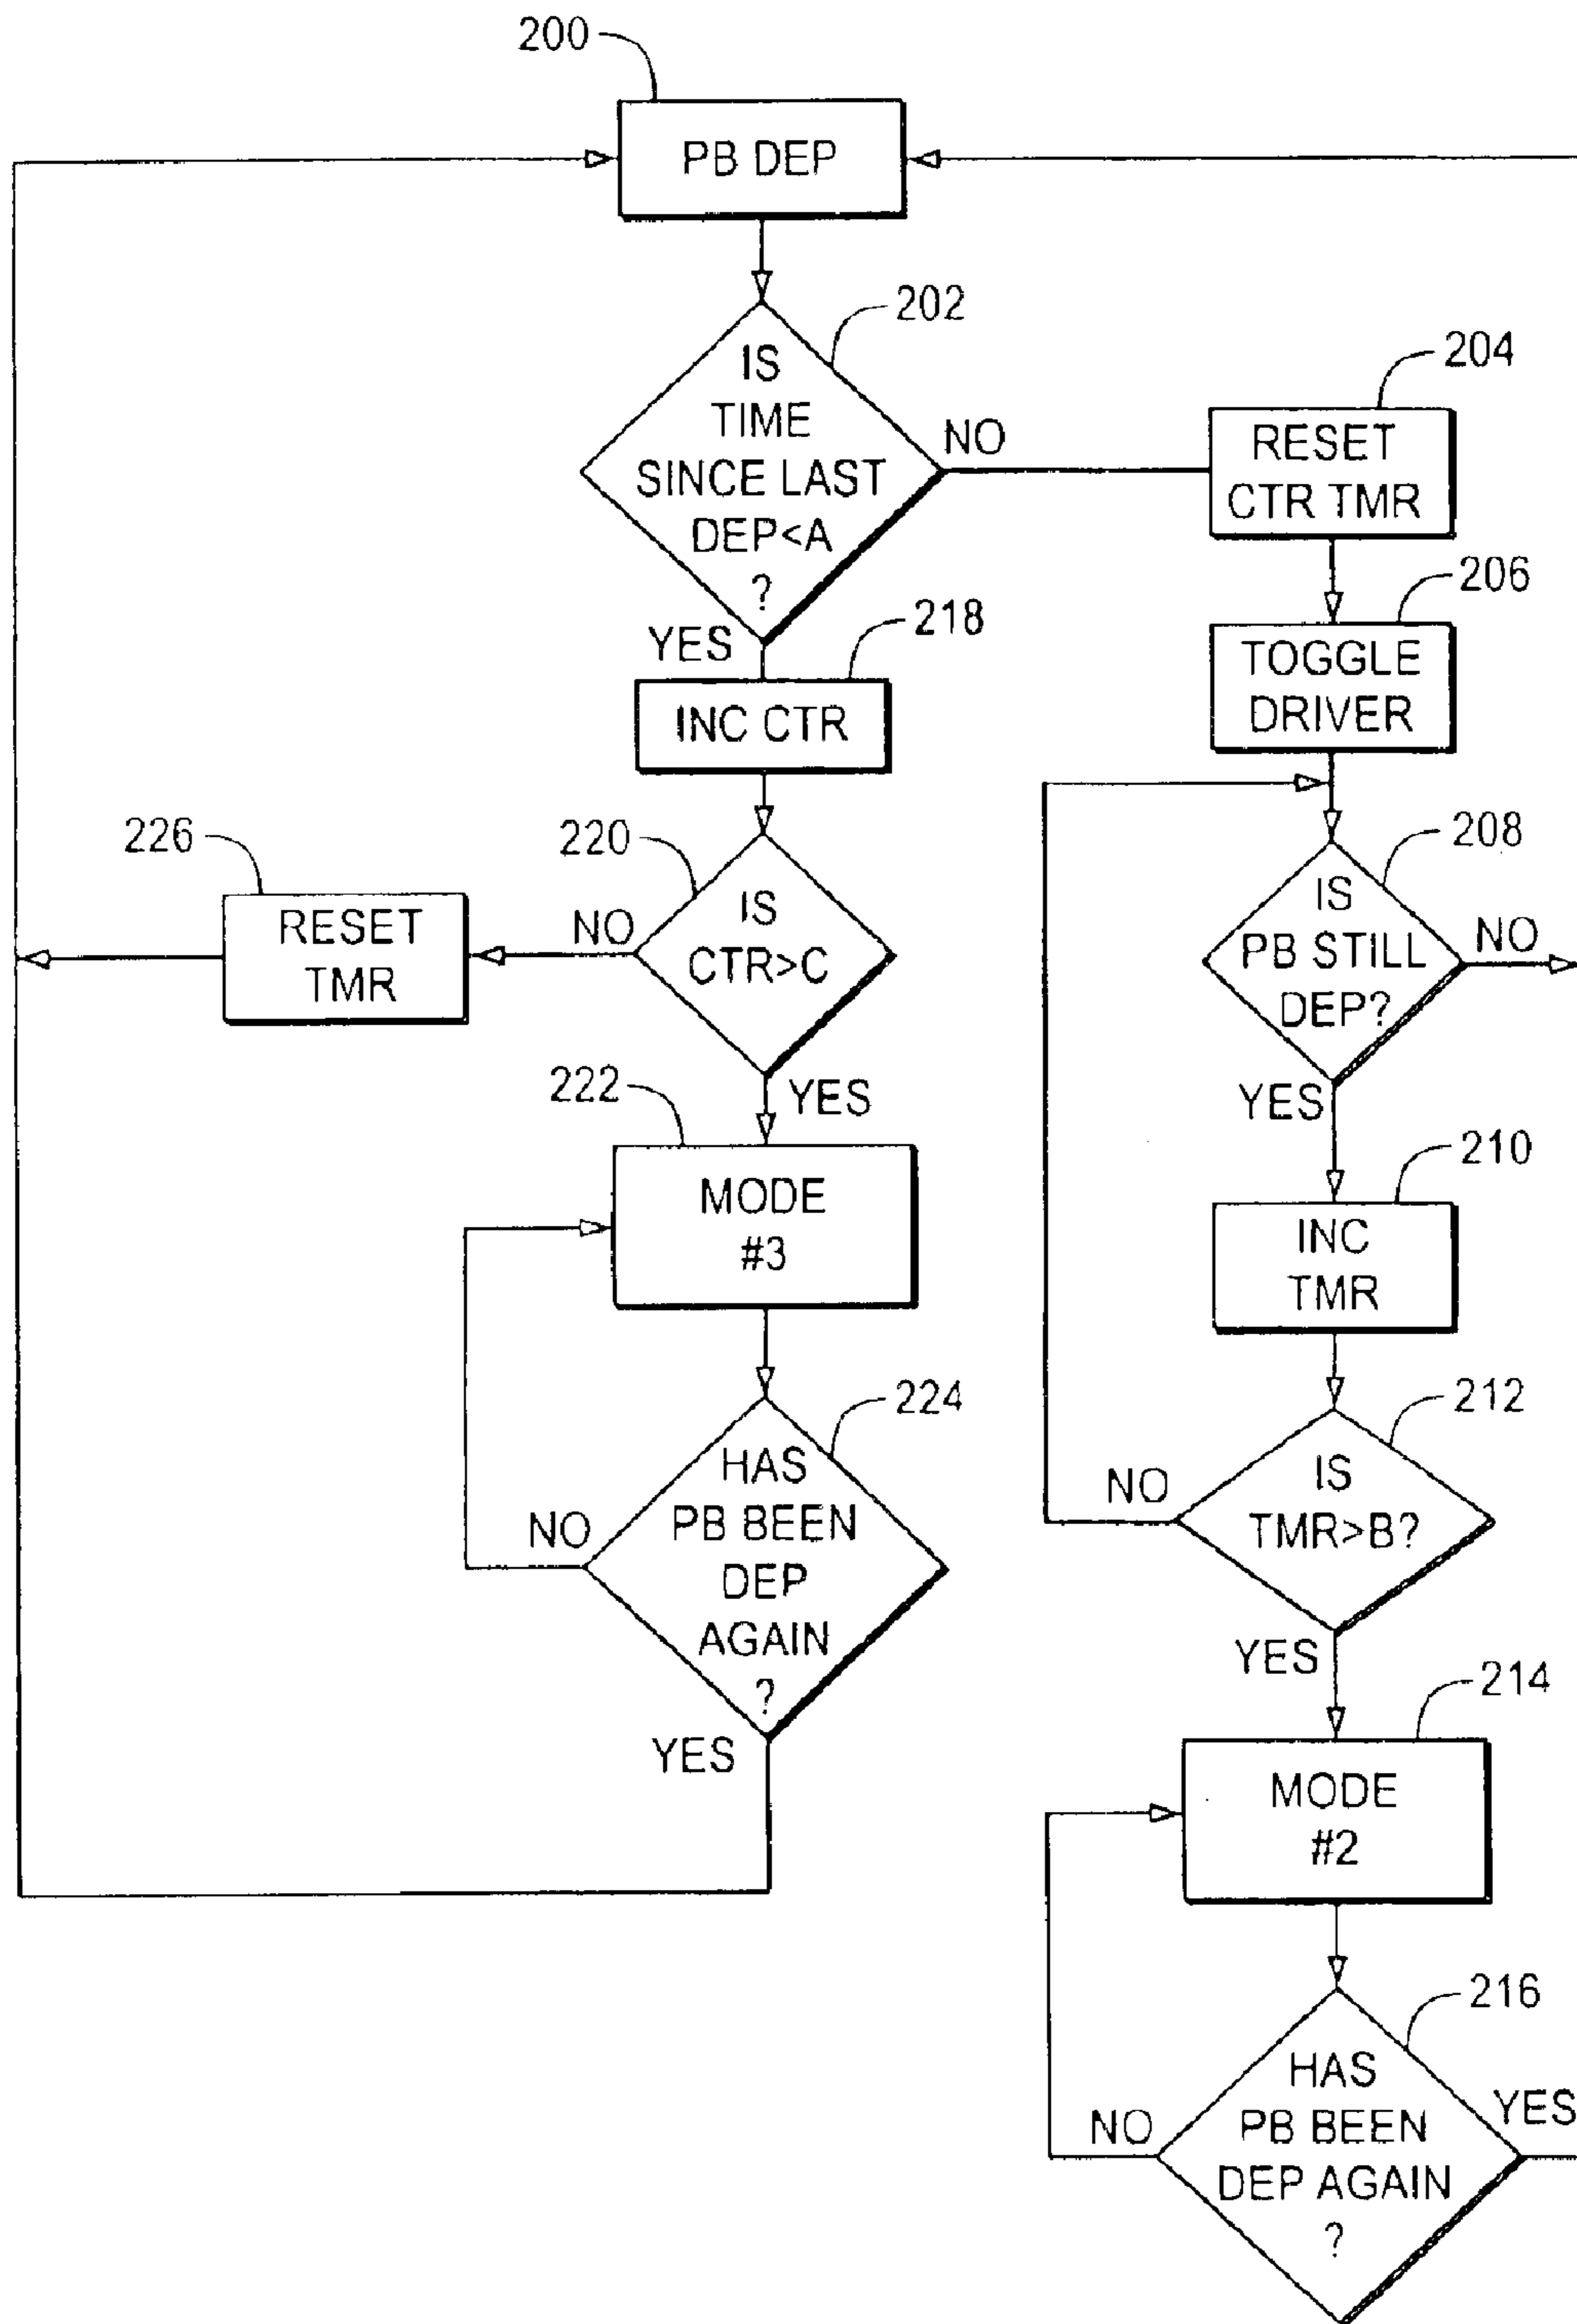 200
PB DEP
202
IS
TIME
SINCE LAST
DEP<A
?
NO
YES
204
RESET
CTR TMR
206
TOGGLE
DRIVER
218
INC CTR
220
IS
CTR>C
NO
YES
226
RESET
TMR
208
IS
PB STILL
DEP?
NO
YES
222
MODE
#3
210
INC
TMR
224
HAS
PB BEEN
DEP
AGAIN
?
NO
YES
212
IS
TMR>B?
NO
YES
214
MODE
#2
216
HAS
PB BEEN
DEP AGAIN
?
NO
YES